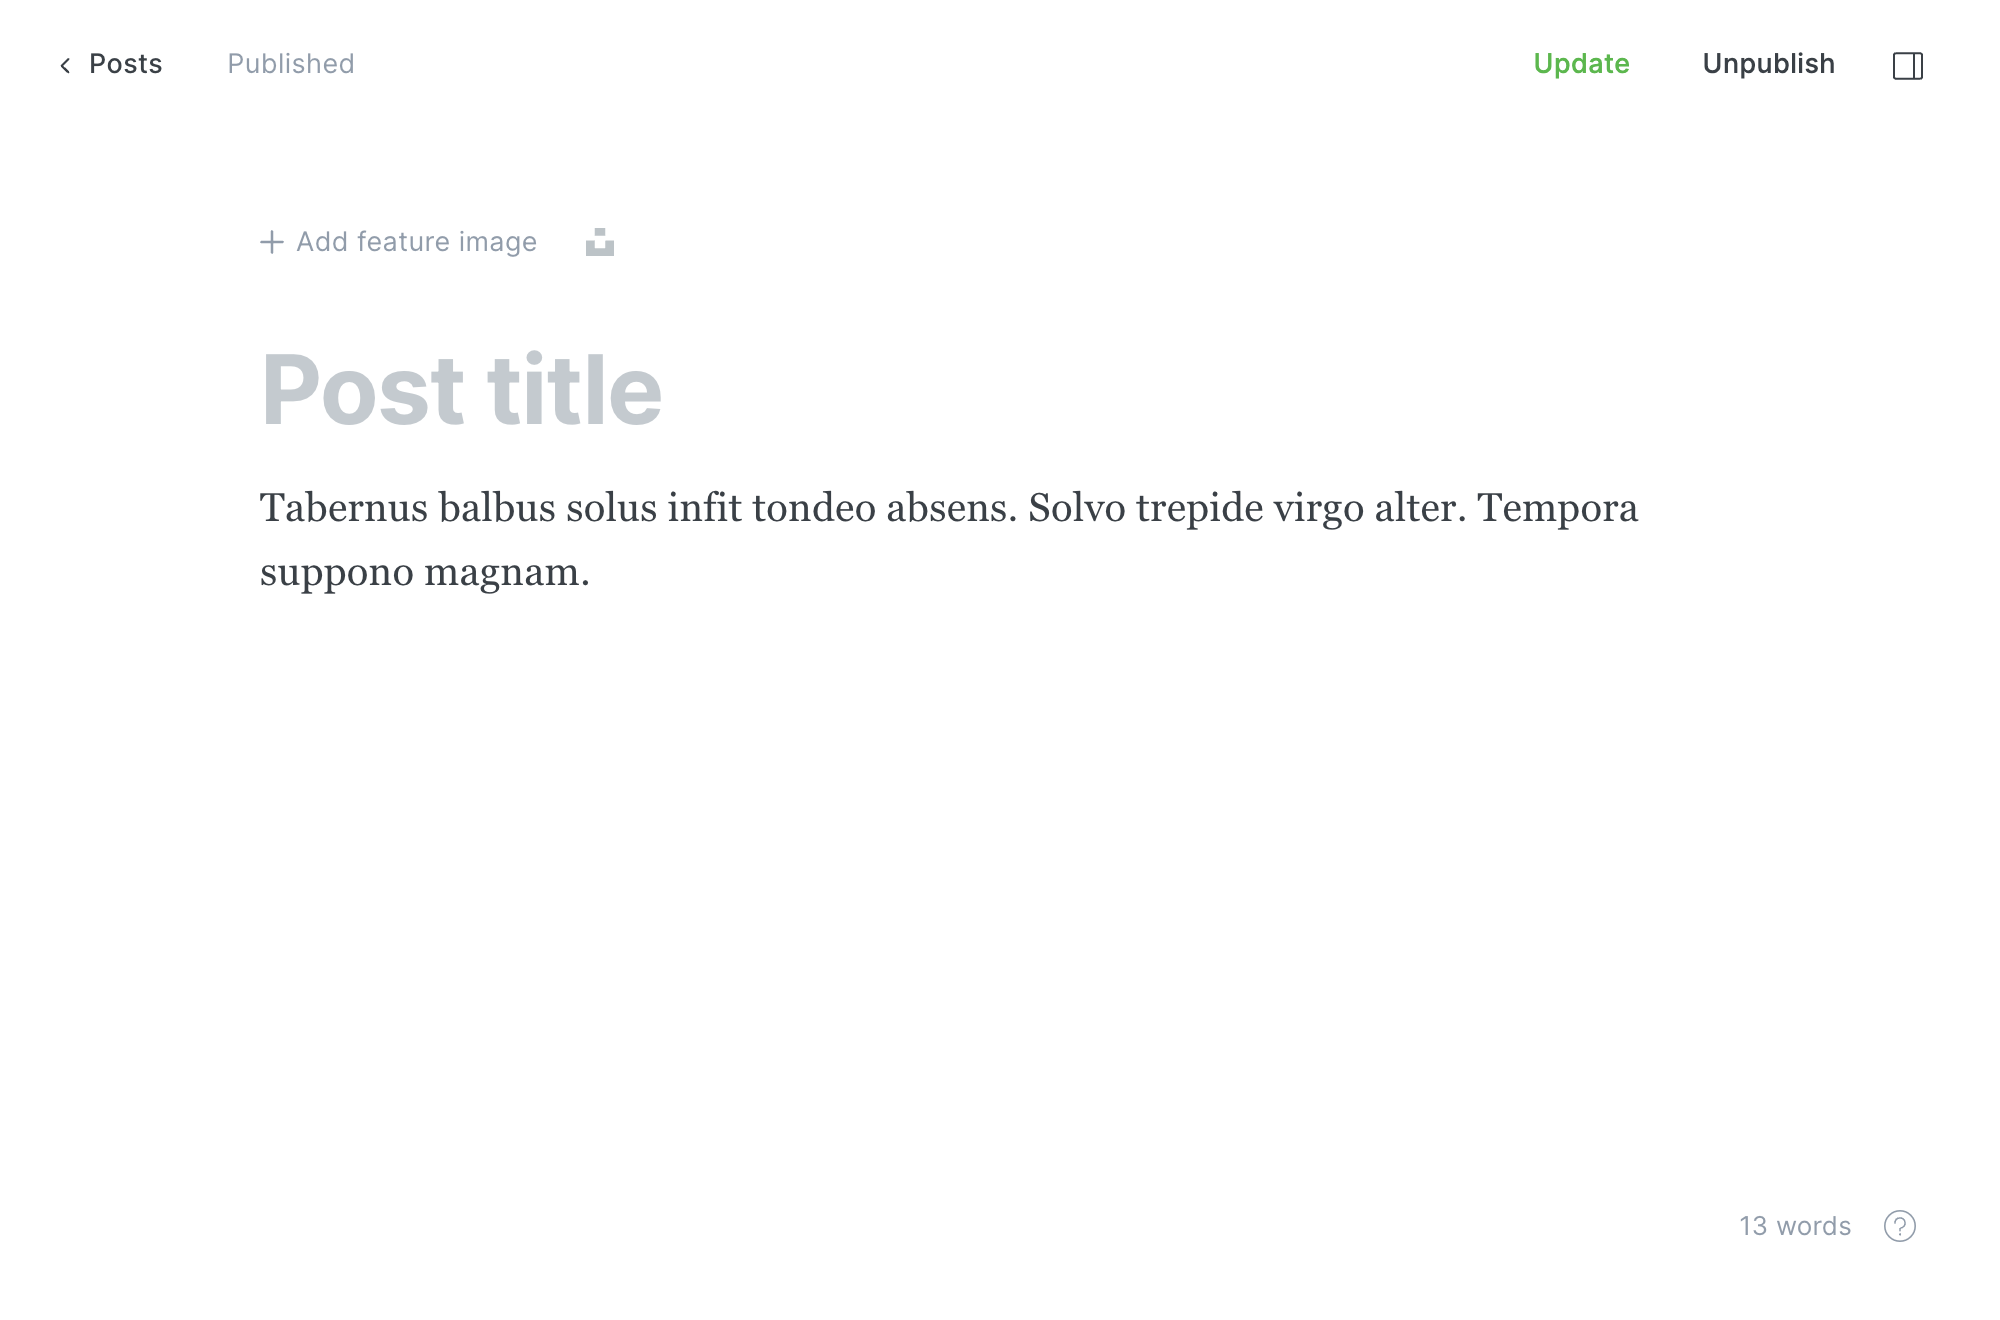 Posts
Published
Update
Unpublish
Add feature image
Post title
Tabernus balbus solus infit tondeo absens. Solvo trepide virgo alter. Tempora
suppono magnam.
13 words
?